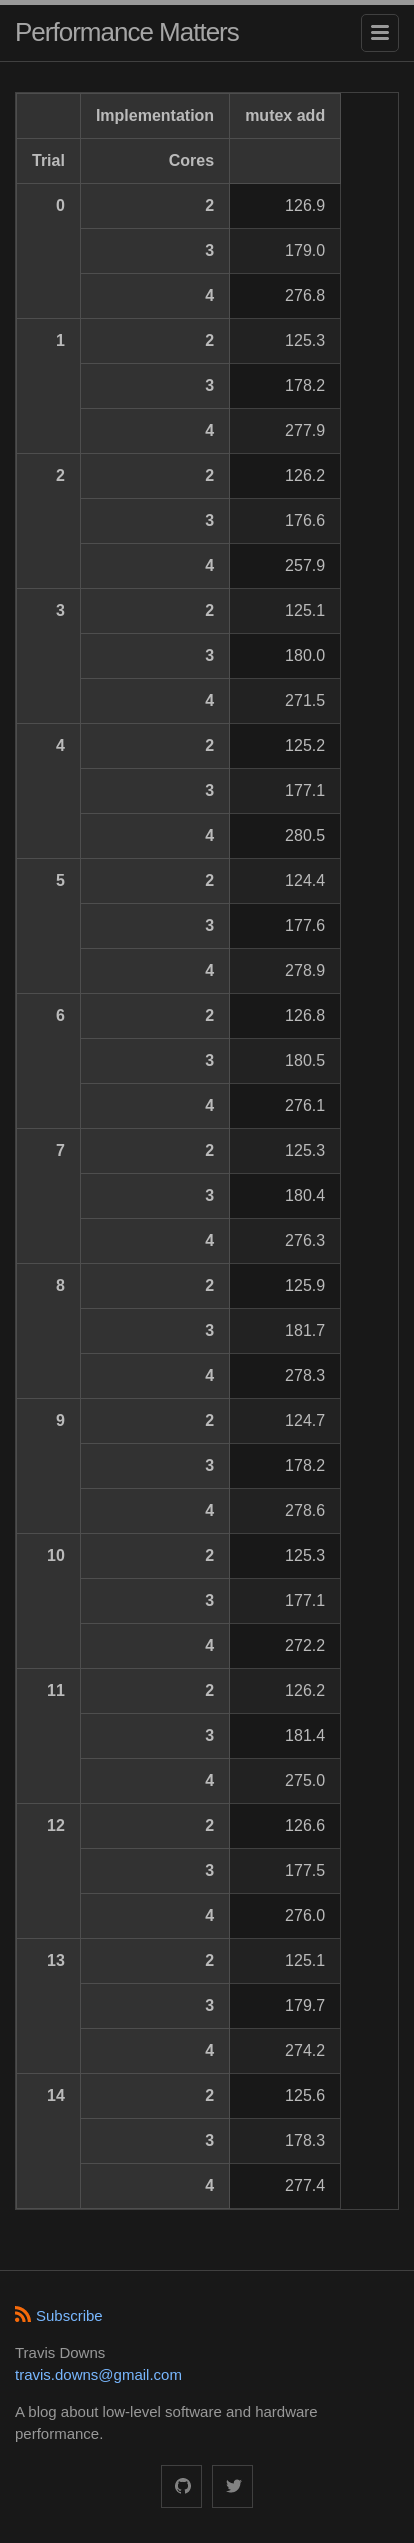 Performance Matters
Implementation mutex add
Trial Cores
0 2 126.9
3 179.0
4 276.8
1 2 125.3
3 178.2
4 277.9
2 2 126.2
3 176.6
4 257.9
3 2 125.1
3 180.0
4 271.5
4 2 125.2
3 177.1
4 280.5
5 2 124.4
3 177.6
4 278.9
6 2 126.8
3 180.5
4 276.1
7 2 125.3
3 180.4
4 276.3
8 2 125.9
3 181.7
4 278.3
9 2 124.7
3 178.2
4 278.6
10 2 125.3
3 177.1
4 272.2
11 2 126.2
3 181.4
4 275.0
12 2 126.6
3 177.5
4 276.0
13 2 125.1
3 179.7
4 274.2
14 2 125.6
3 178.3
4 277.4
Subscribe
Travis Downs
travis.downs@gmail.com
A blog about low-level software and hardware
performance.